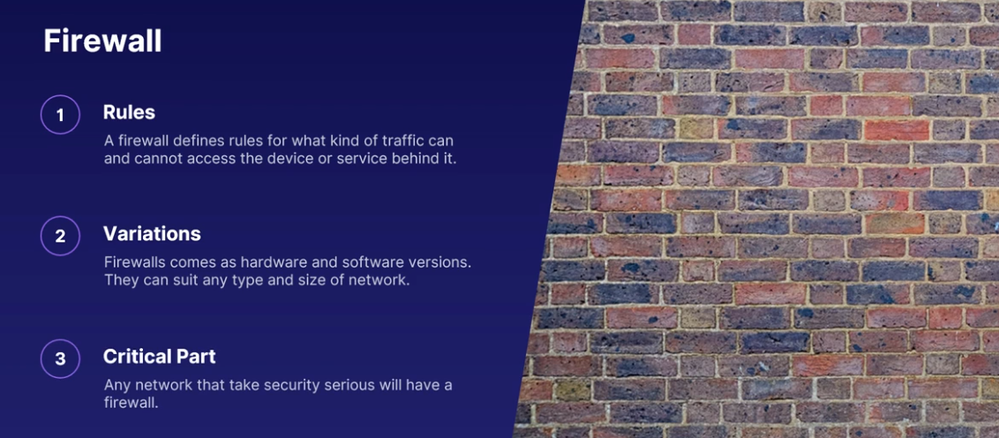 Firewall
1
Rules
A firewall defines rules for what kind of traffic can
and cannot access the device or service behind it.
2
Variations
Firewalls comes as hardware and software versions.
They can suit any type and size of network.
3
Critical Part
Any network that take security serious will have a
firewall.